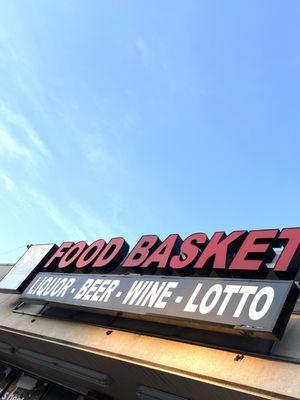 FOOD BASKET
LIQUOR - BEER - WINE - LOTTO